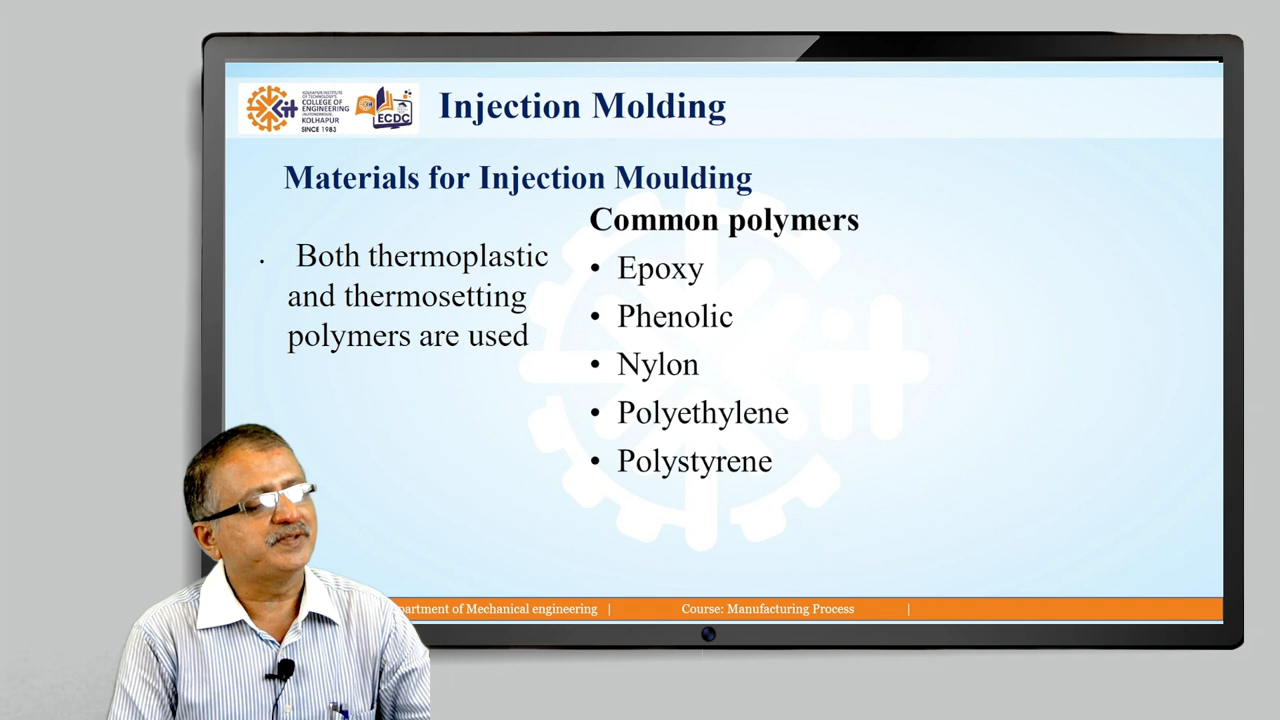 KOLHAPUR INSTITUTE
OF TECHNOLOGY'S
COLLEGE OF
ENGINEERING
(AUTONOMOUS),
KOLHAPUR
SINCE 1983
ECDC
Injection Molding
Materials for Injection Moulding
Both thermoplastic
and thermosetting
polymers are used
Common polymers
• Epoxy
• Phenolic
• Nylon
• Polyethylene
• Polystyrene
partment of Mechanical engineering |
Course: Manufacturing Process |